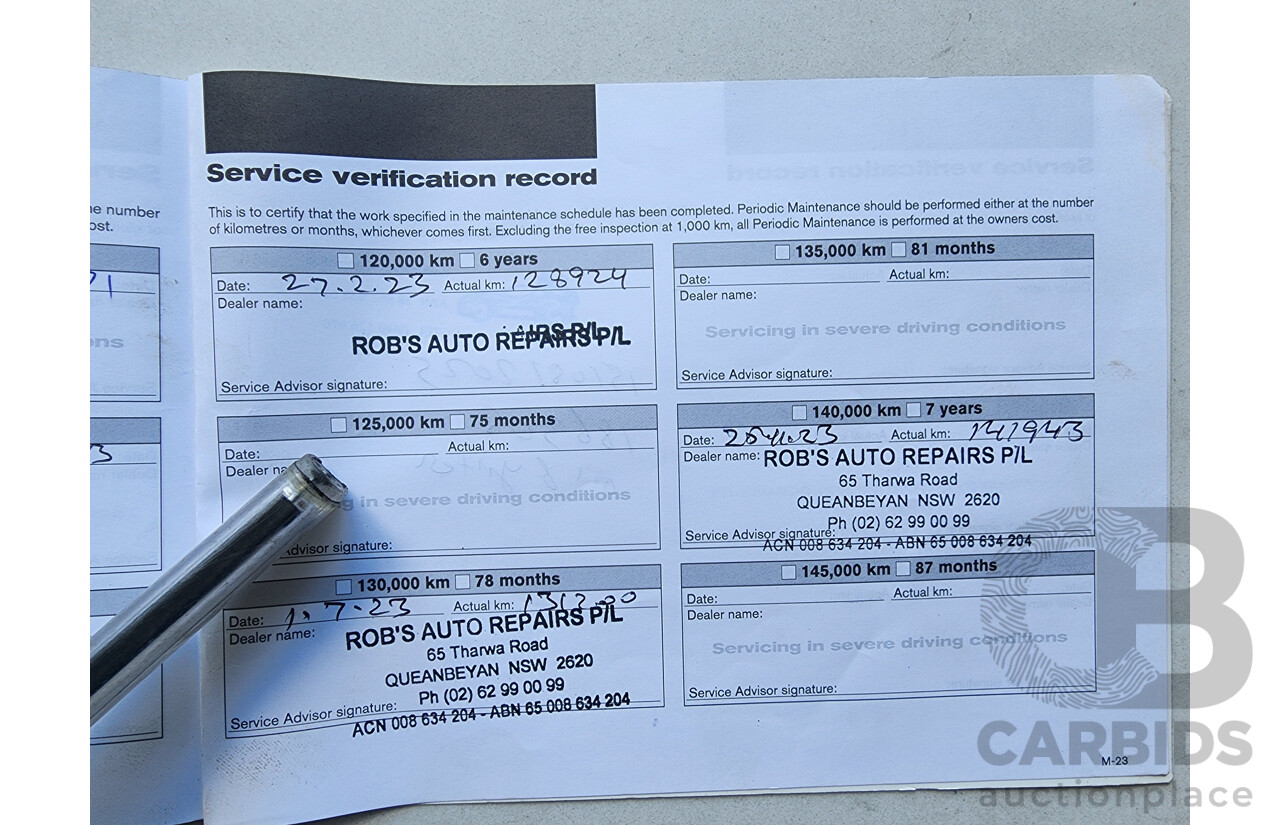 Service verification record
This is to certify that the work specified in the maintenance schedule has been completed. Periodic Maintenance should be performed either at the number
of kilometres or months, whichever comes first. Excluding the free inspection at 1,000 km, all Periodic Maintenance is performed at the owners cost.
e number
ost.
ns
3
120,000 km 6 years
Date: 27.2.23 Actual km: 128924
Dealer name:
ROB'S AUTO REPAIRS P/L
Service Advisor signature:
125,000 km 75 months
Date: Actual km:
Dealer na
g in severe driving conditions
Advisor signature:
130,000 km 78 months
Date: 1.7.23 Actual km: 131200
Dealer name:
ROB'S AUTO REPAIRS P/L
65 Tharwa Road
QUEANBEYAN NSW 2620
Ph (02) 62 99 00 99
Service Advisor signature:
ACN 008 634 204 - ABN 65 008 634 204
135,000 km 81 months
Date: Actual km:
Dealer name:
Servicing in severe driving conditions
Service Advisor signature:
140,000 km 7 years
Date: Actual km: 141943
Dealer name: ROB'S AUTO REPAIRS P/L
65 Tharwa Road
QUEANBEYAN NSW 2620
Ph (02) 62 99 00 99
Service Advisor signature:
ACN 008 634 204 - ABN 65 008 634 204
145,000 km 87 months
Date: Actual km:
Dealer name:
Servicing in severe driving conditions
Service Advisor signature:
M-23
CB
CARBIDS
auctionplace